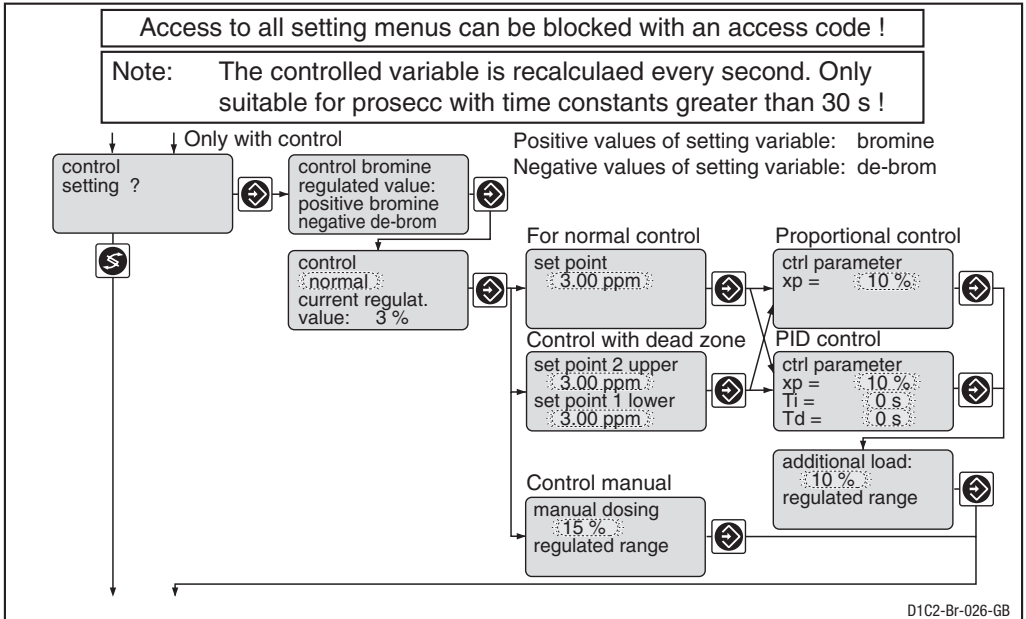 Access to all setting menus can be blocked with an access code !
Note: The controlled variable is recalculaed every second. Only
suitable for prosecc with time constants greater than 30 s !
Only with control
Positive values of setting variable: bromine
Negative values of setting variable: de-brom
control
setting ?
control bromine
regulated value:
positive bromine
negative de-brom
control
normal
current regulat.
value: 3 %
For normal control
set point
3.00 ppm
Proportional control
ctrl parameter
xp = 10 %
Control with dead zone
set point 2 upper
3.00 ppm
set point 1 lower
3.00 ppm
PID control
ctrl parameter
xp = 10 %
Ti = 0 s
Td = 0 s
additional load:
10 %
regulated range
Control manual
manual dosing
15 %
regulated range
D1C2-Br-026-GB